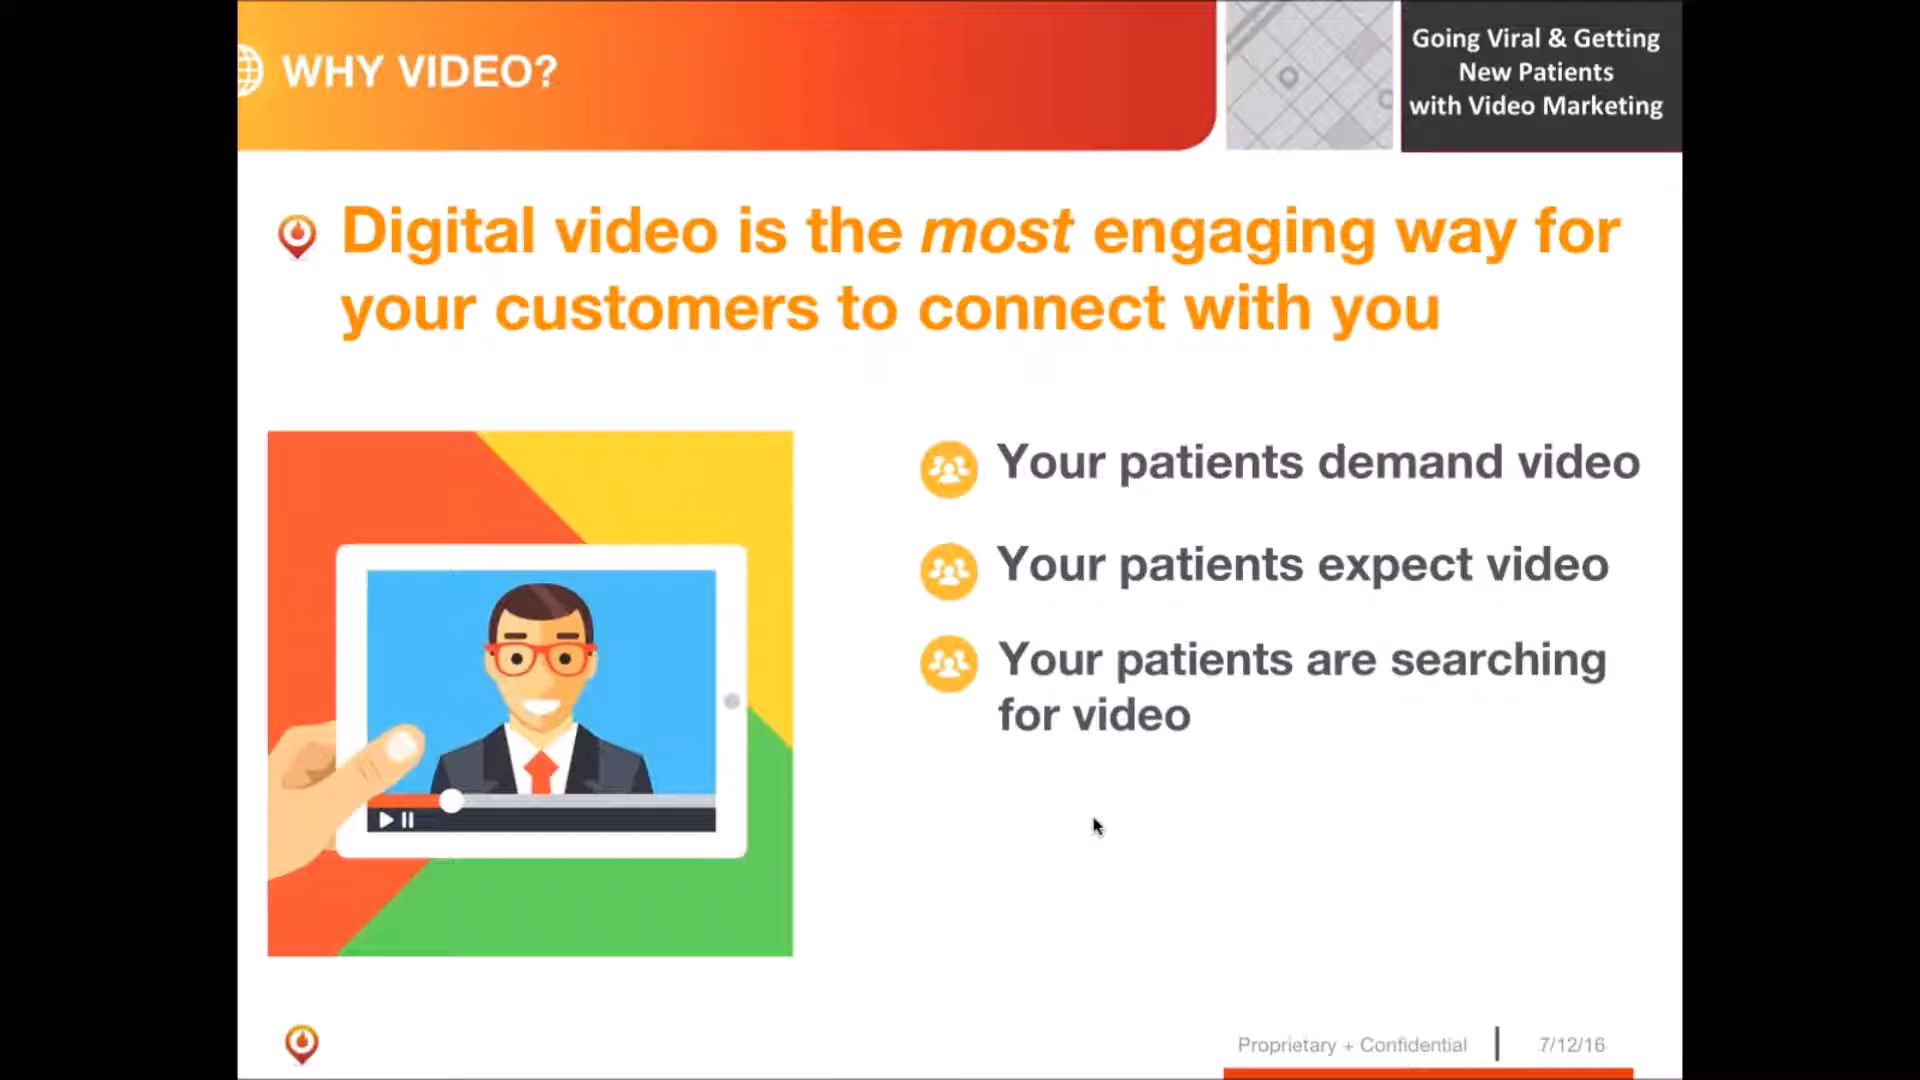 WHY VIDEO?
Going Viral & Getting
New Patients
with Video Marketing
Digital video is the most engaging way for
your customers to connect with you
Your patients demand video
Your patients expect video
Your patients are searching
for video
Proprietary + Confidential
7/12/16